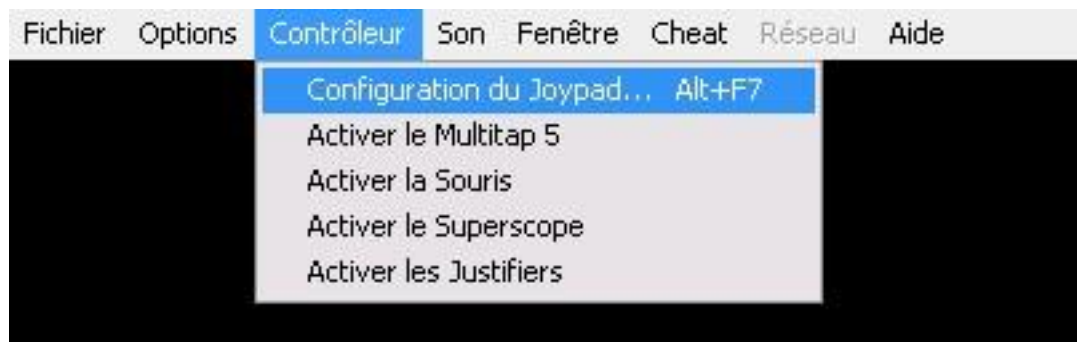 Fichier Options Contrôleur Son Fenêtre Cheat Réseau Aide
Configuration du Joypad... Alt+F7
Activer le Multitap 5
Activer la Souris
Activer le Superscope
Activer les Justifiers